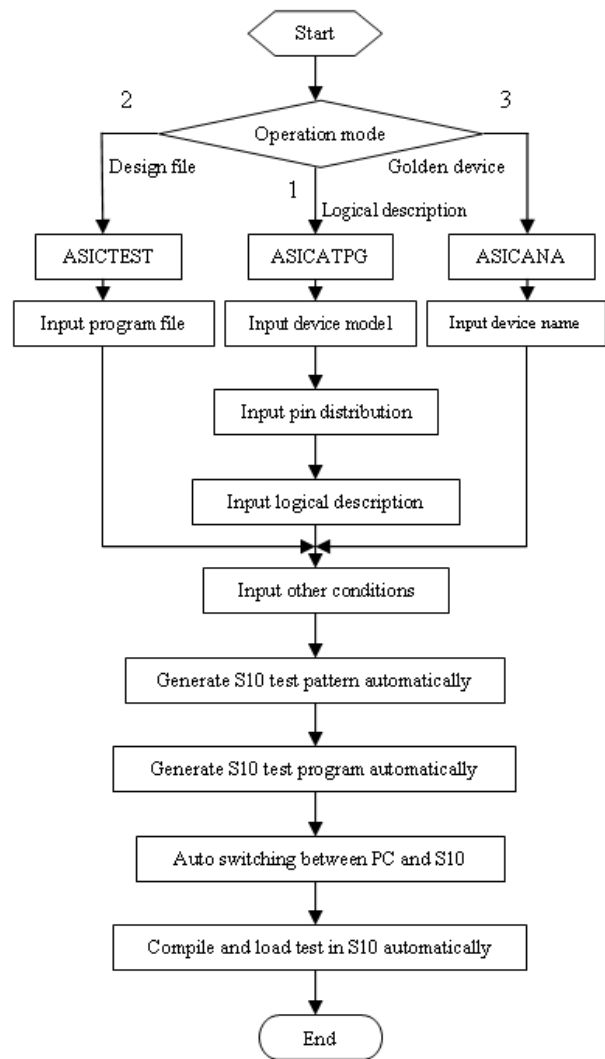 Start
2
3
Operation mode
Design file
Golden device
1
Logical description
ASICTEST
ASICATPG
ASICANA
Input program file
Input device model
Input device name
Input pin distribution
Input logical description
Input other conditions
Generate S10 test pattern automatically
Generate S10 test program automatically
Auto switching between PC and S10
Compile and load test in S10 automatically
End